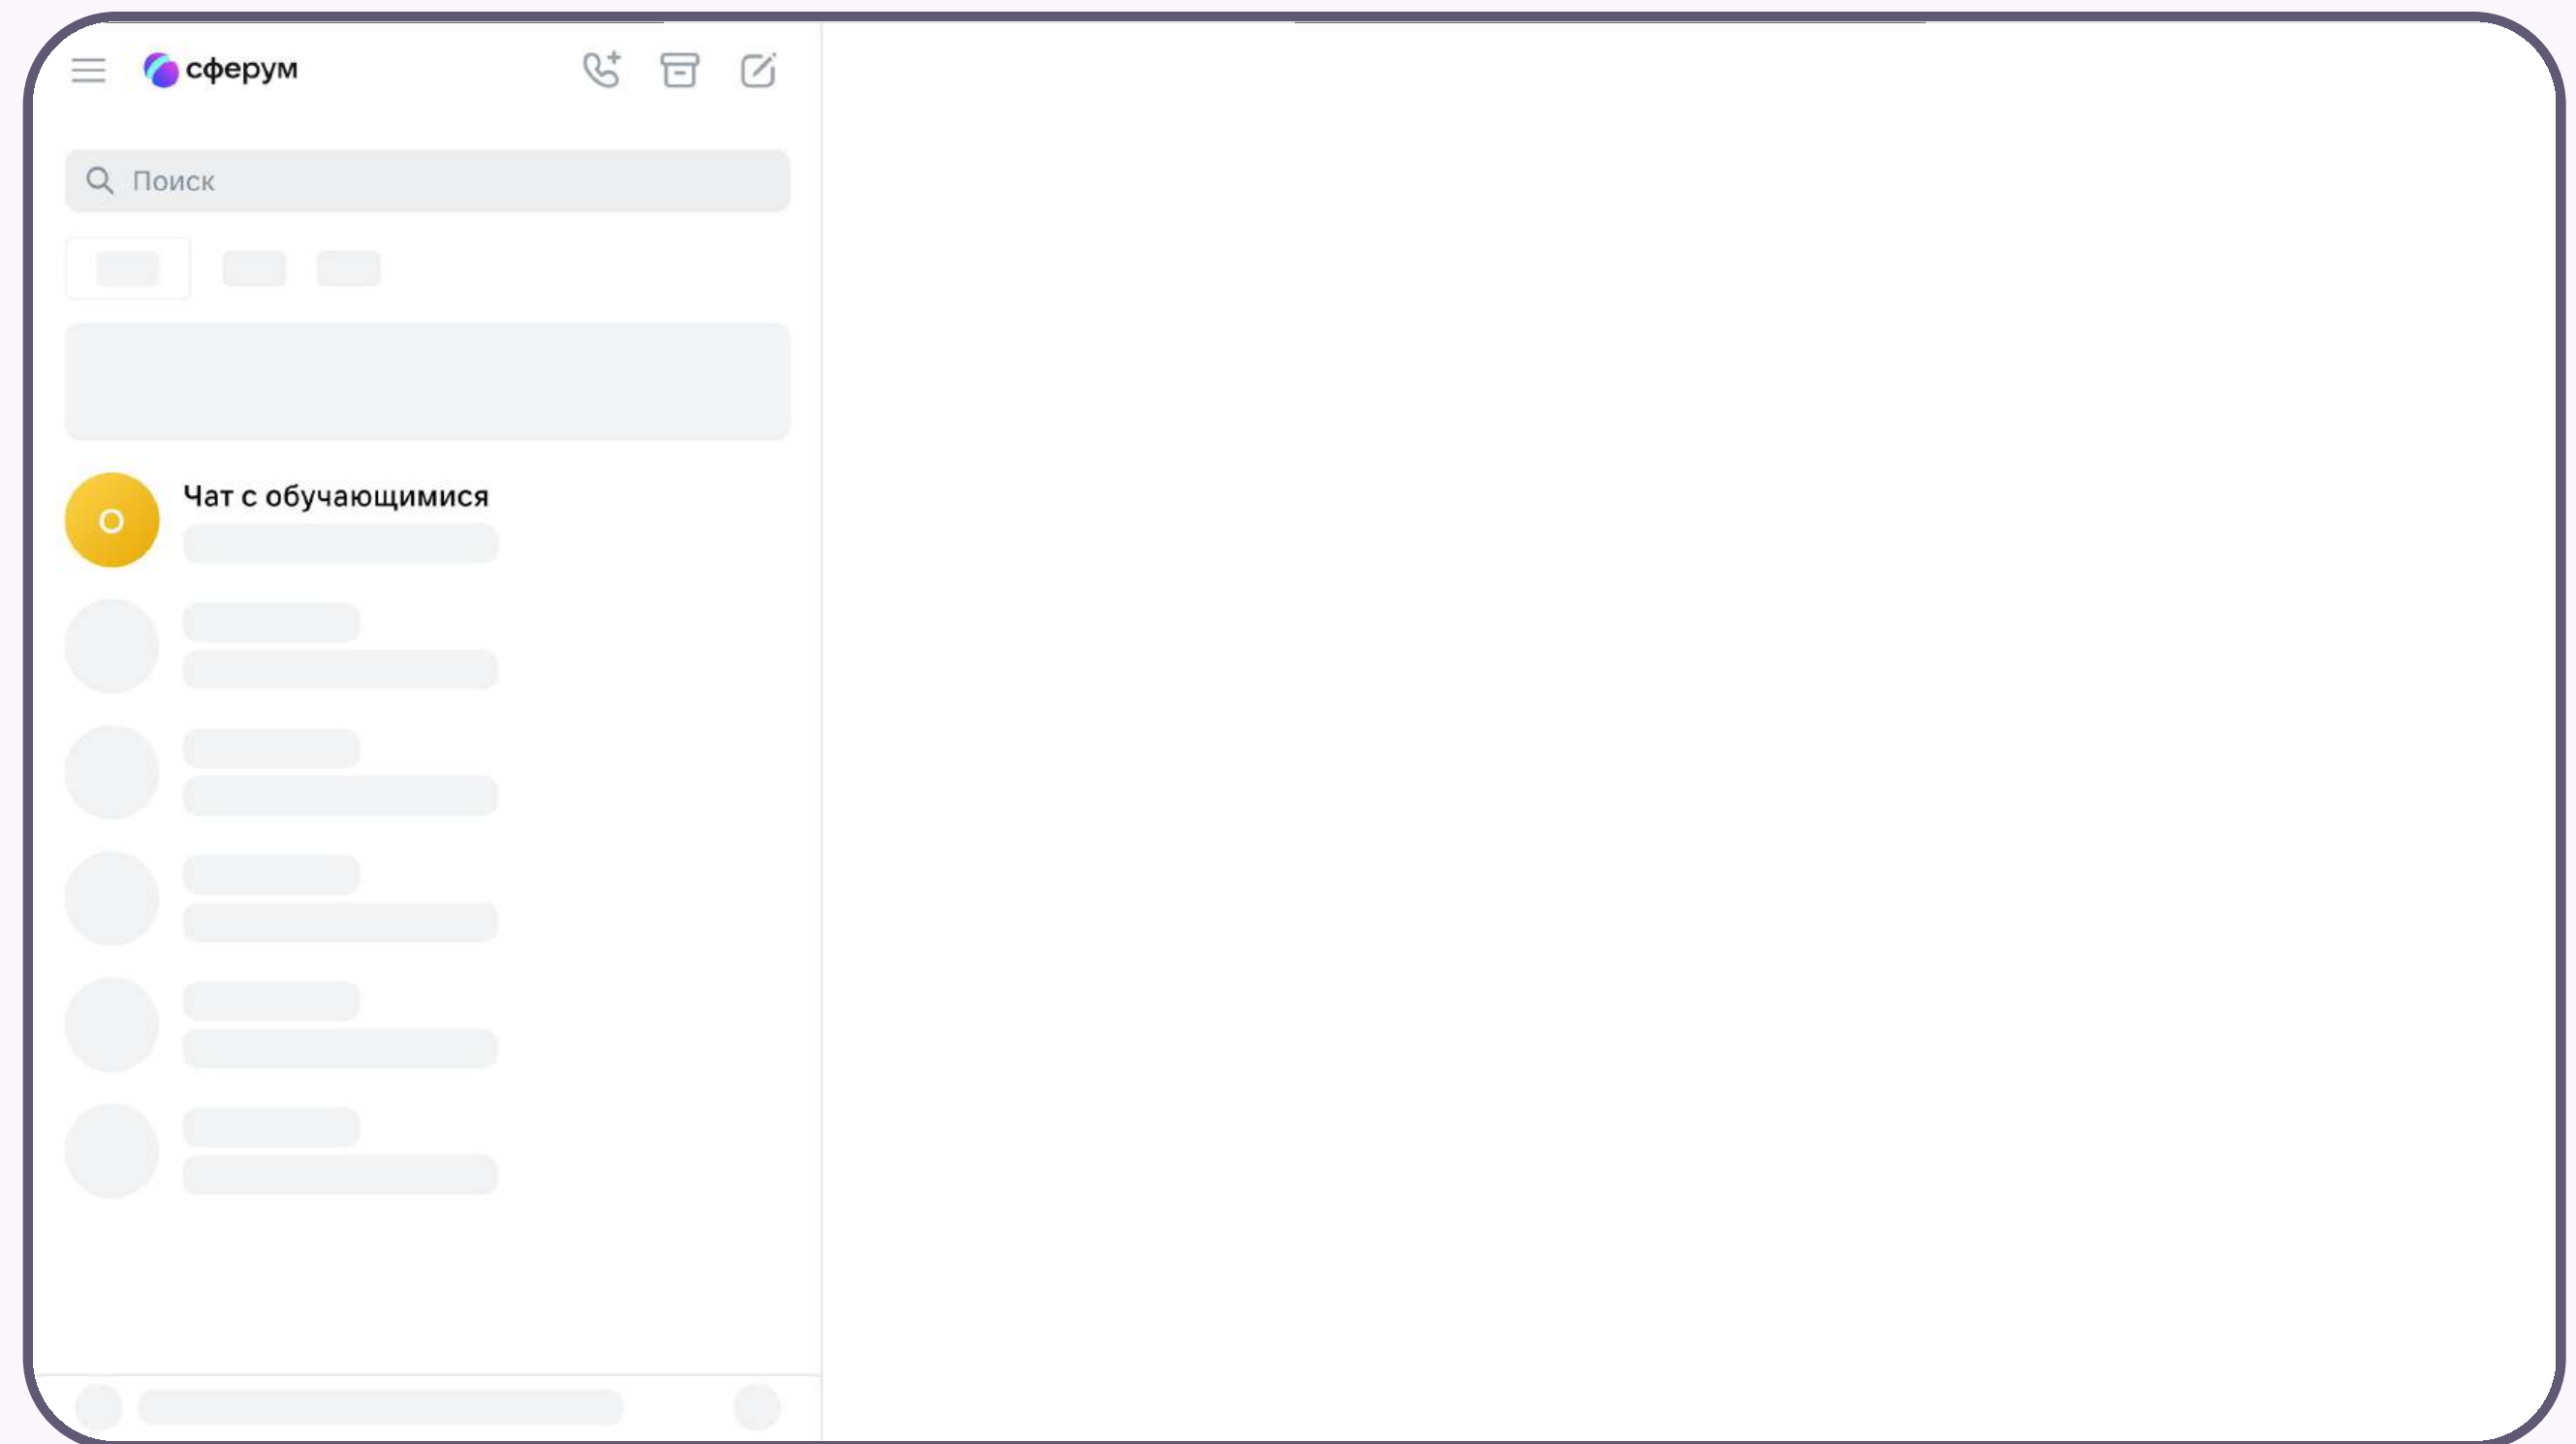 сферум
Поиск
О
Чат с обучающимися